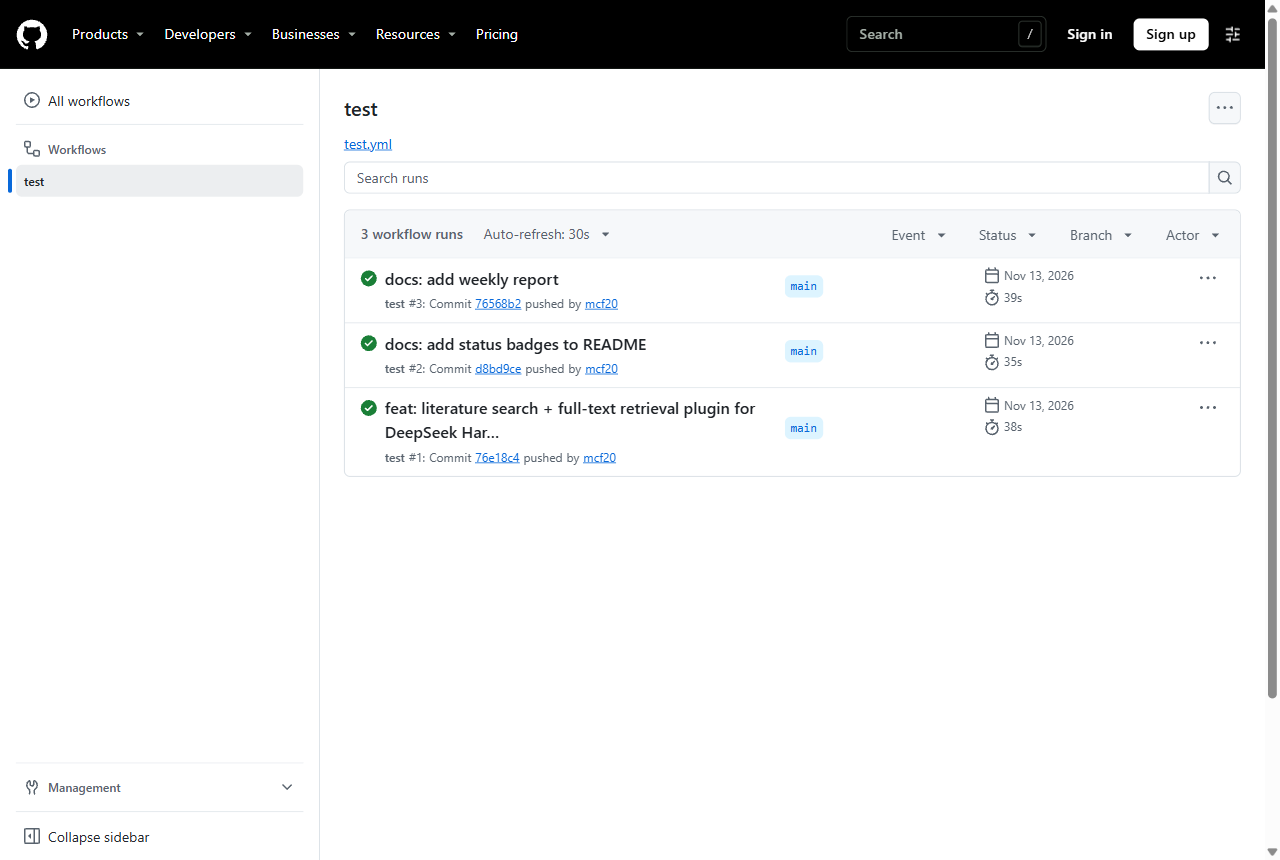 Products Developers Businesses Resources Pricing Search / Sign in Sign up
All workflows
Workflows
test
Management
Collapse sidebar
test
test.yml
Search runs
3 workflow runs Auto-refresh: 30s Event Status Branch Actor
docs: add weekly report
test #3: Commit 76568b2 pushed by mcf20
main
Nov 13, 2026
39s
docs: add status badges to README
test #2: Commit d8bd9ce pushed by mcf20
main
Nov 13, 2026
35s
feat: literature search + full-text retrieval plugin for
DeepSeek Har...
test #1: Commit 76e18c4 pushed by mcf20
main
Nov 13, 2026
38s